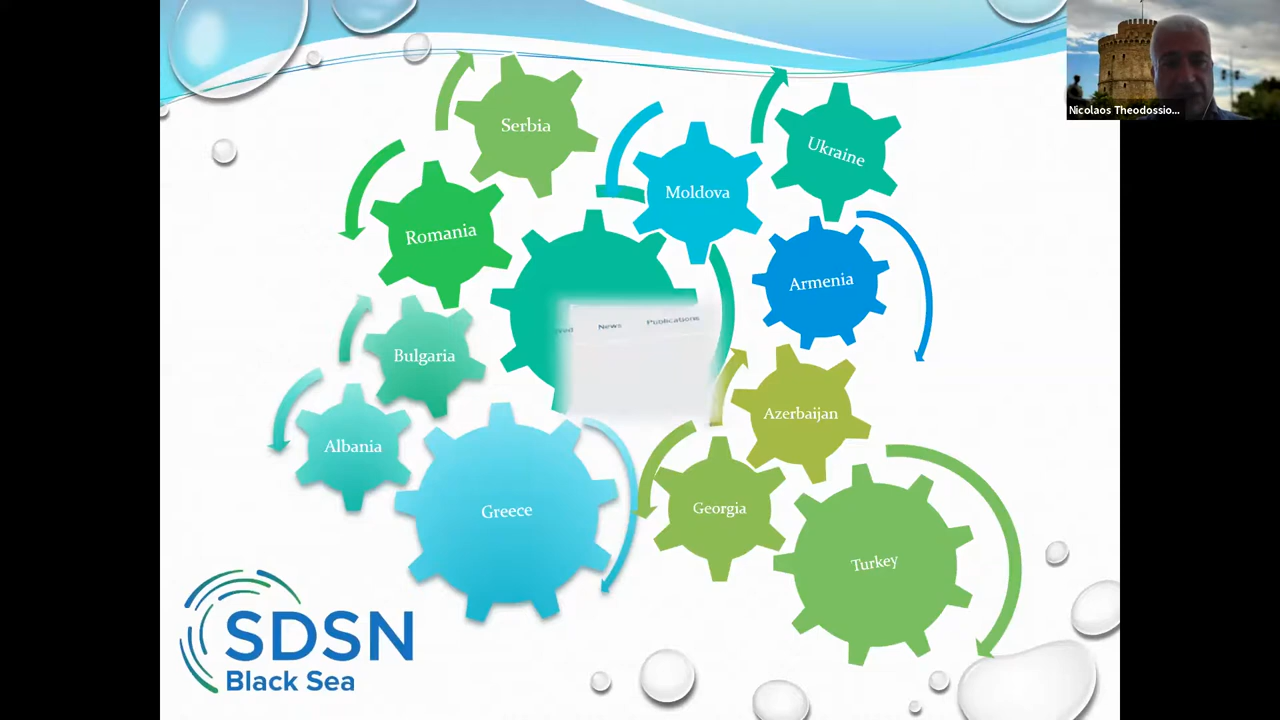 Nicolaos Theodossio...
Serbia
Ukraine
Moldova
Romania
Armenia
News
Publications
Bulgaria
Azerbaijan
Albania
Greece
Georgia
Turkey
SDSN
Black Sea